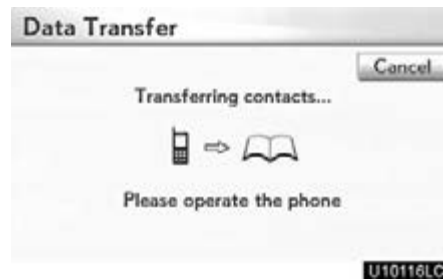 Data Transfer
Cancel
Transferring contacts...
Please operate the phone
U10116LC